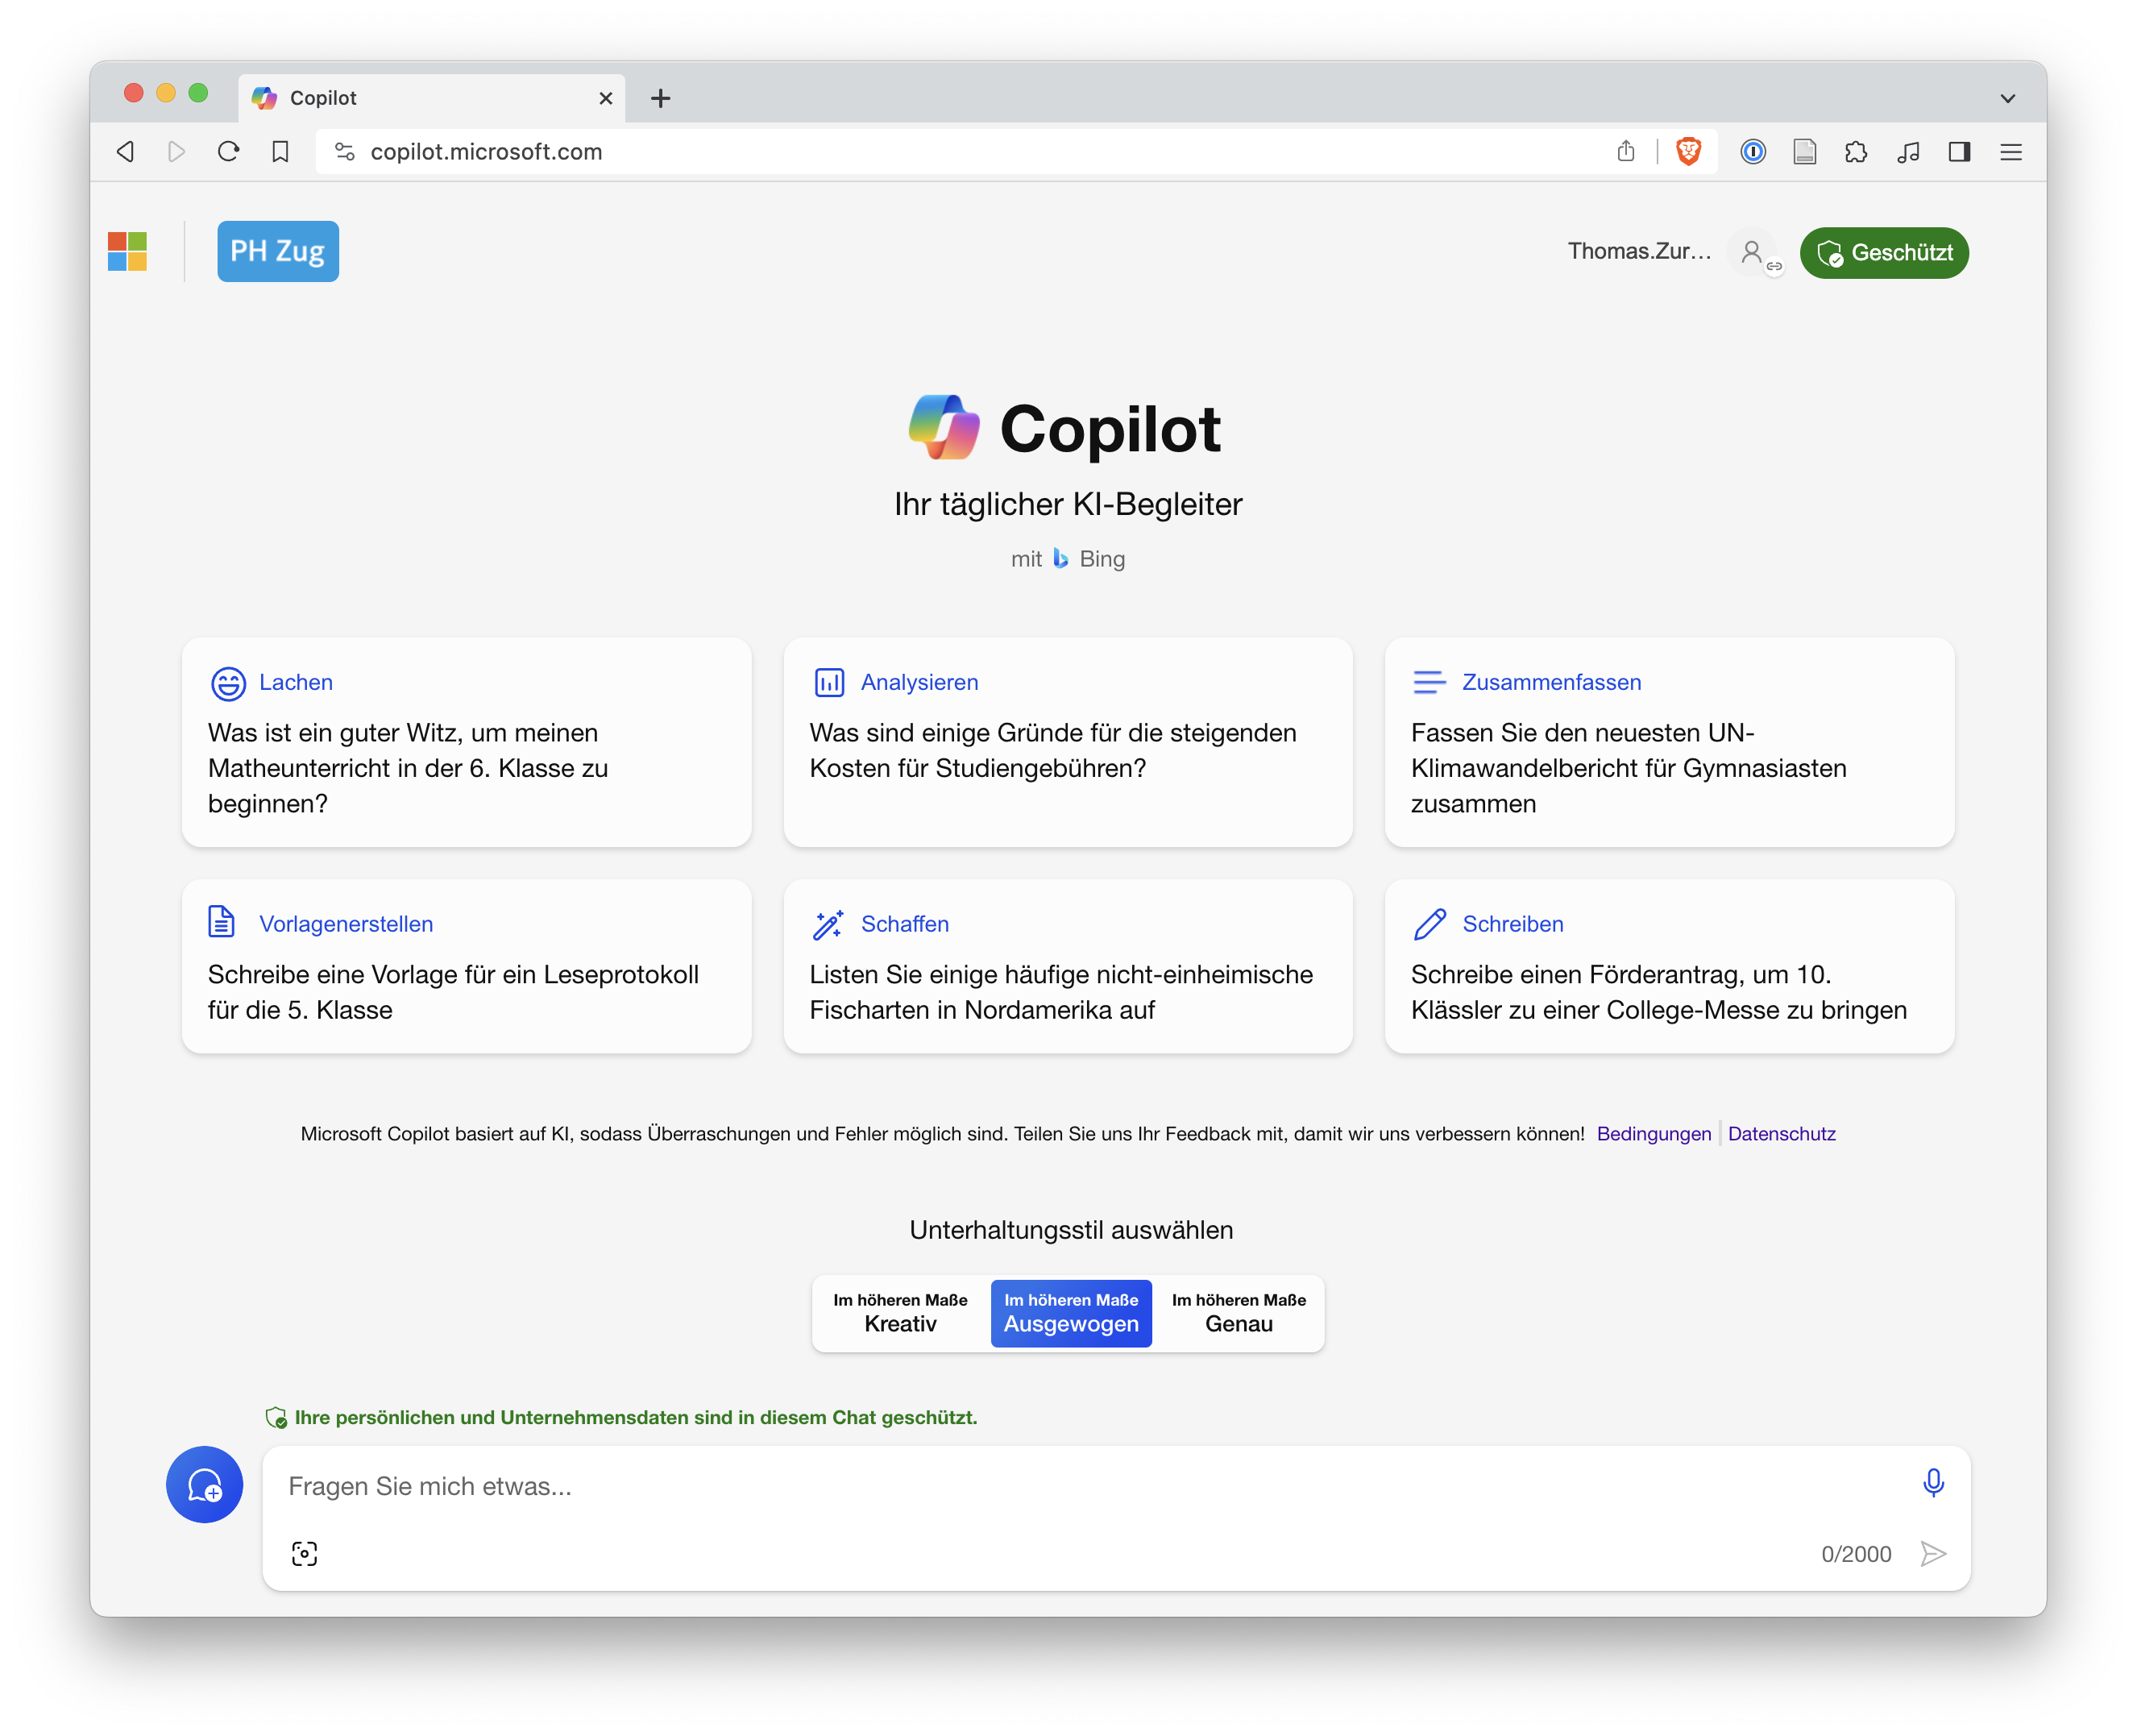 Copilot
copilot.microsoft.com
PH Zug
Thomas.Zur...
Geschützt
Copilot
Ihr täglicher KI-Begleiter
mit Bing
Lachen
Was ist ein guter Witz, um meinen
Matheunterricht in der 6. Klasse zu
beginnen?
Analysieren
Was sind einige Gründe für die steigenden
Kosten für Studiengebühren?
Zusammenfassen
Fassen Sie den neuesten UN-
Klimawandelbericht für Gymnasiasten
zusammen
Vorlagenerstellen
Schreibe eine Vorlage für ein Leseprotokoll
für die 5. Klasse
Schaffen
Listen Sie einige häufige nicht-einheimische
Fischarten in Nordamerika auf
Schreiben
Schreibe einen Förderantrag, um 10.
Klässler zu einer College-Messe zu bringen
Microsoft Copilot basiert auf KI, sodass Überraschungen und Fehler möglich sind. Teilen Sie uns Ihr Feedback mit, damit wir uns verbessern können! Bedingungen Datenschutz
Unterhaltungsstil auswählen
Im höheren Maße
Kreativ
Im höheren Maße
Ausgewogen
Im höheren Maße
Genau
Ihre persönlichen und Unternehmensdaten sind in diesem Chat geschützt.
Fragen Sie mich etwas...
0/2000